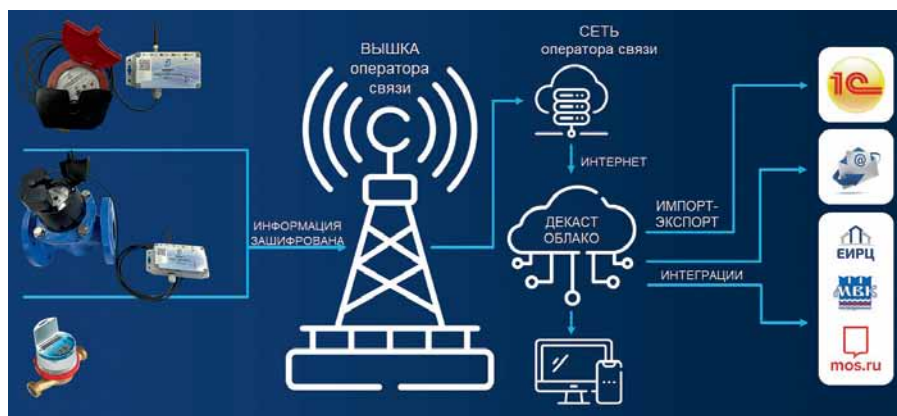 ВЫШКА
оператора
связи
СЕТЬ
оператора связи
ИНТЕРНЕТ
ИНФОРМАЦИЯ
ЗАШИФРОВАНА
ДЕКАСТ
ОБЛАКО
ИМПОРТ-
ЭКСПОРТ
ИНТЕГРАЦИИ
1С
@
ЕИРЦ
МВК
mos.ru